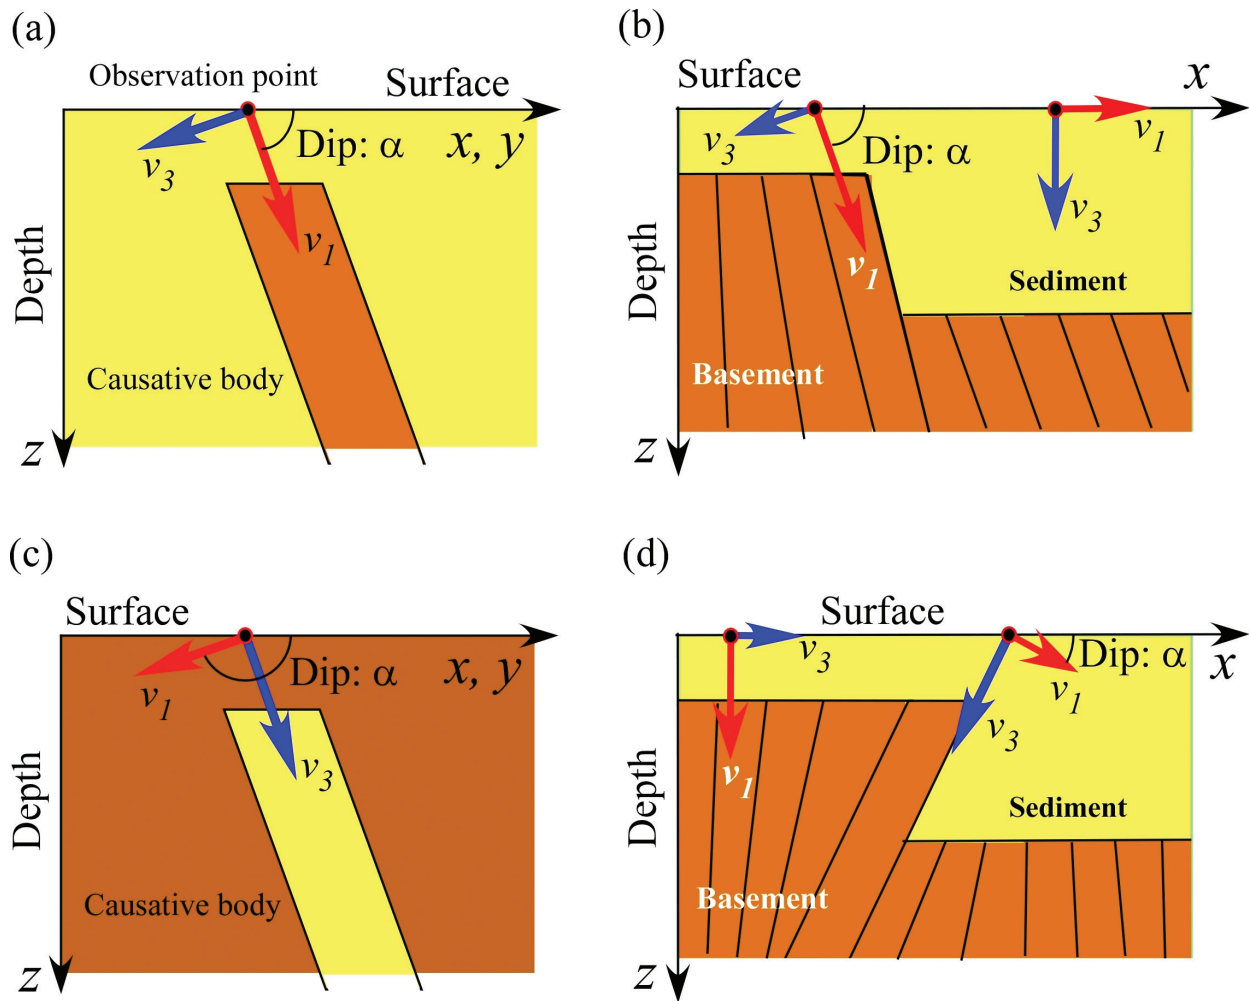 (a)
Observation point
Surface
Dip: α
x, y
v3
v1
Depth
Causative body
z
(b)
Surface
x
v3
Dip: α
v1
v1
v3
Depth
Sediment
Basement
z
(c)
Surface
Dip: α
x, y
v1
v3
Depth
Causative body
z
(d)
Surface
v3
Dip: α
x
v1
v3
v1
Depth
Sediment
Basement
z